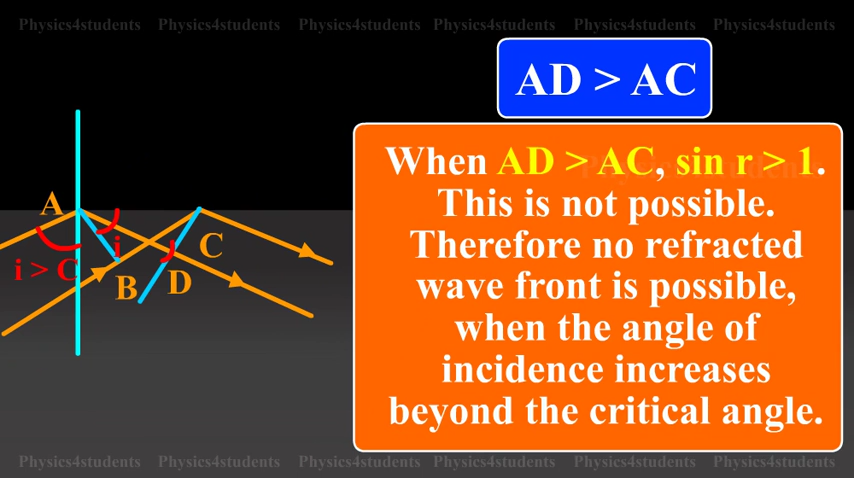 Physics4students Physics4students Physics4students Physics4students Physics4students Physics4students
AD > AC
When AD > AC, sin r > 1.
This is not possible.
Therefore no refracted
wave front is possible,
when the angle of
incidence increases
beyond the critical angle.
A
i
C
i > C
B
D
Physics4students Physics4students Physics4students Physics4students Physics4students Physics4students